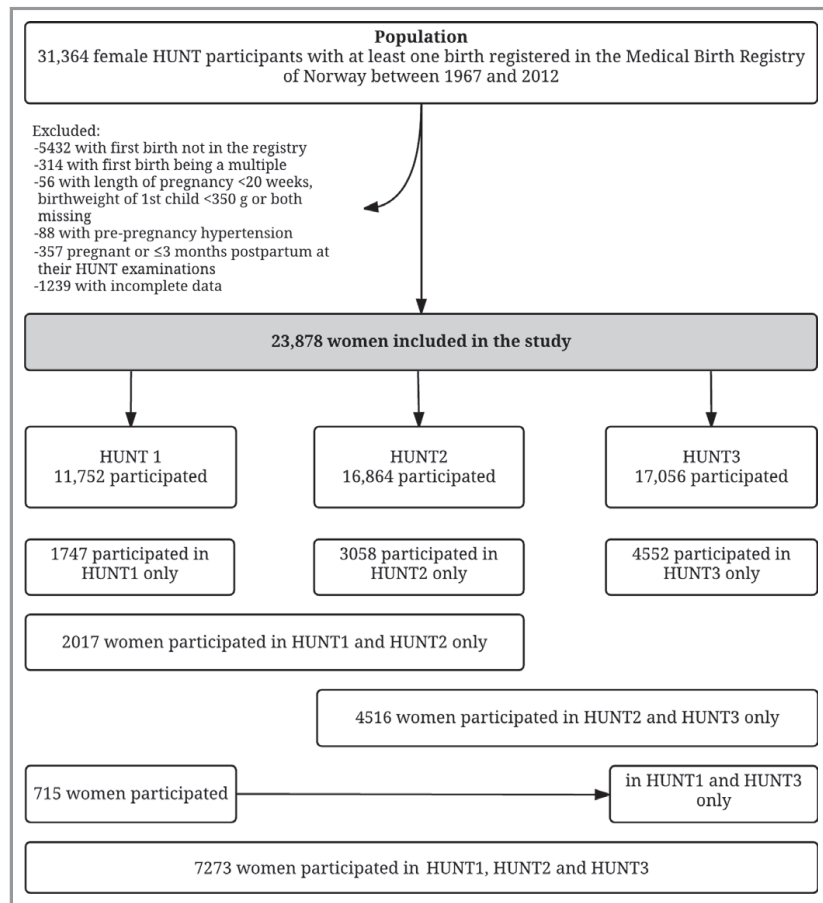 Population
31,364 female HUNT participants with at least one birth registered in the Medical Birth Registry
of Norway between 1967 and 2012
Excluded:
-5432 with first birth not in the registry
-314 with first birth being a multiple
-56 with length of pregnancy <20 weeks,
birthweight of 1st child <350 g or both
missing
-88 with pre-pregnancy hypertension
-357 pregnant or ≤3 months postpartum at
their HUNT examinations
-1239 with incomplete data
23,878 women included in the study
HUNT 1
11,752 participated
HUNT2
16,864 participated
HUNT3
17,056 participated
1747 participated in
HUNT1 only
3058 participated in
HUNT2 only
4552 participated in
HUNT3 only
2017 women participated in HUNT1 and HUNT2 only
4516 women participated in HUNT2 and HUNT3 only
715 women participated
in HUNT1 and HUNT3
only
7273 women participated in HUNT1, HUNT2 and HUNT3